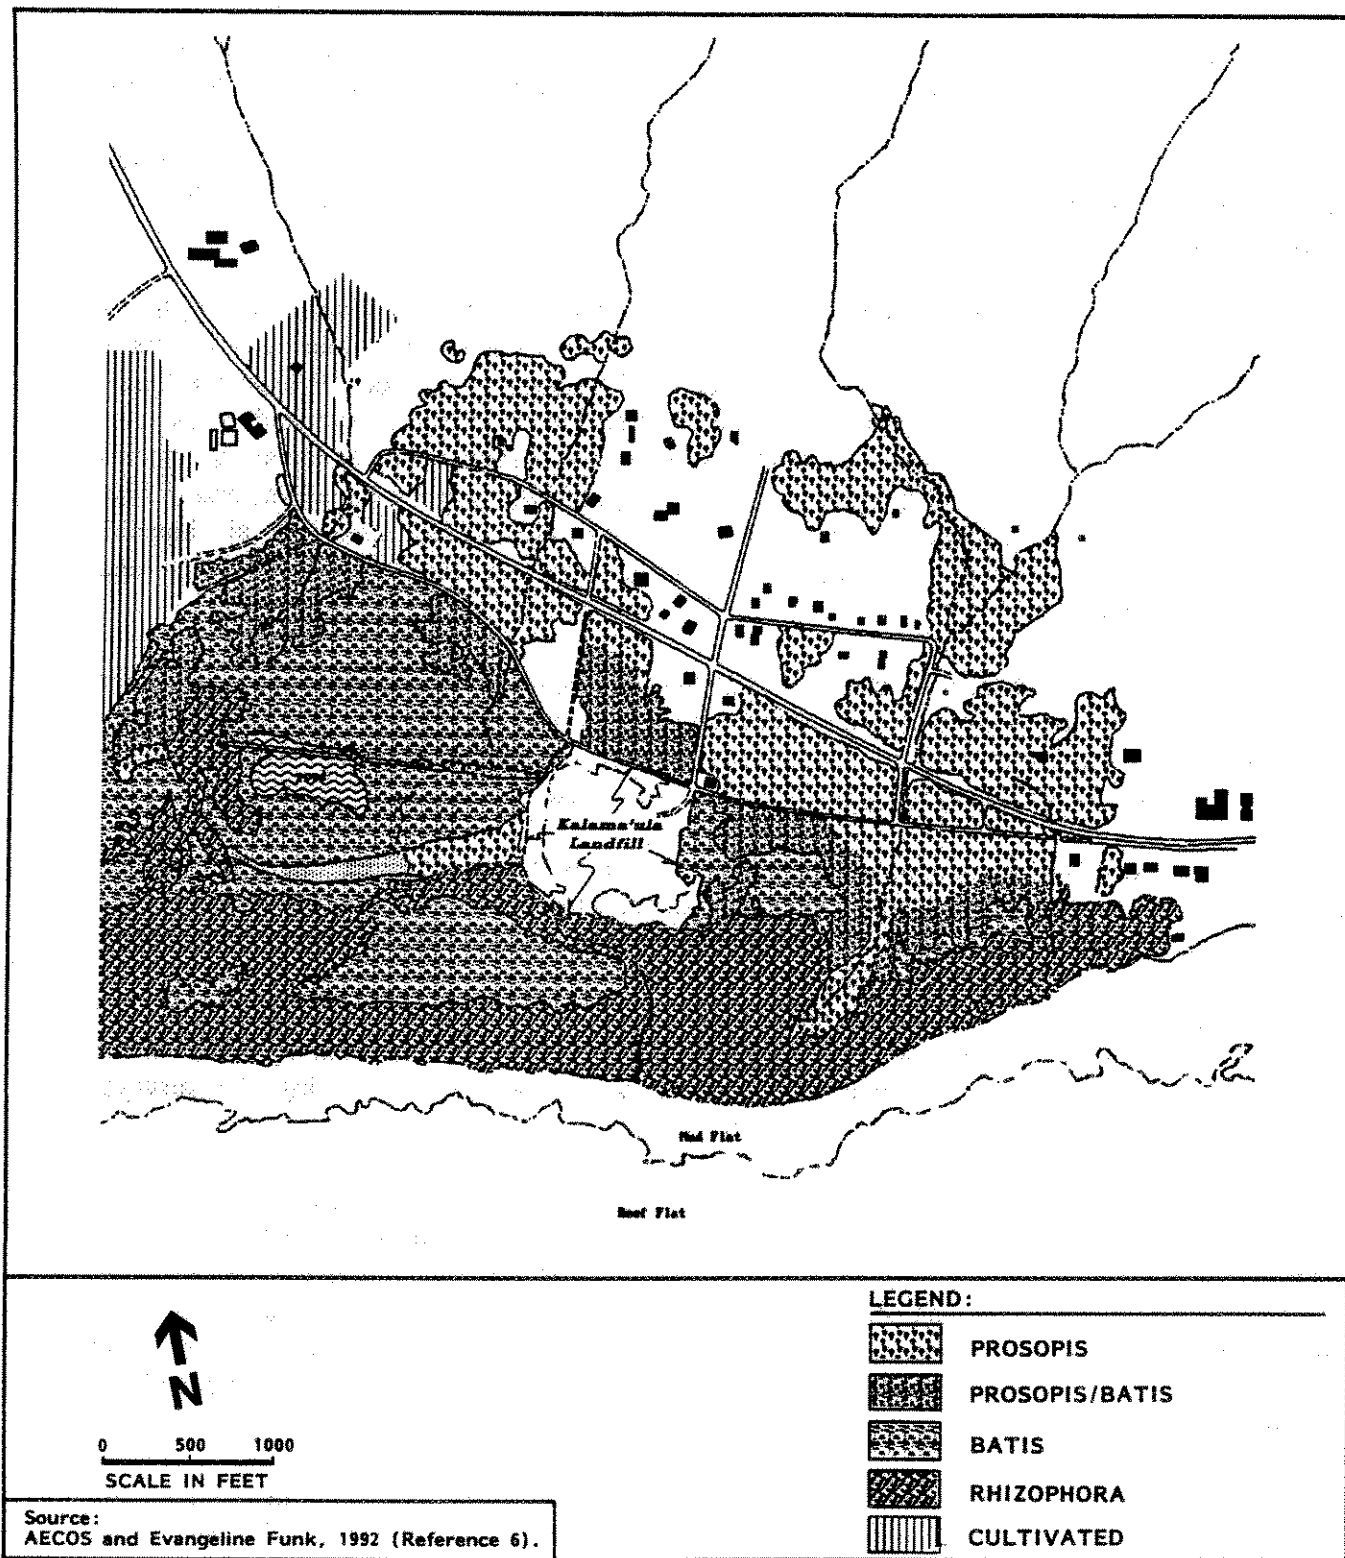 Kalama'ula
Landfill
Mud Flat
Reef Flat
N
0 500 1000
SCALE IN FEET
Source:
AECOS and Evangeline Funk, 1992 (Reference 6).
LEGEND:
PROSOPIS
PROSOPIS/BATIS
BATIS
RHIZOPHORA
CULTIVATED